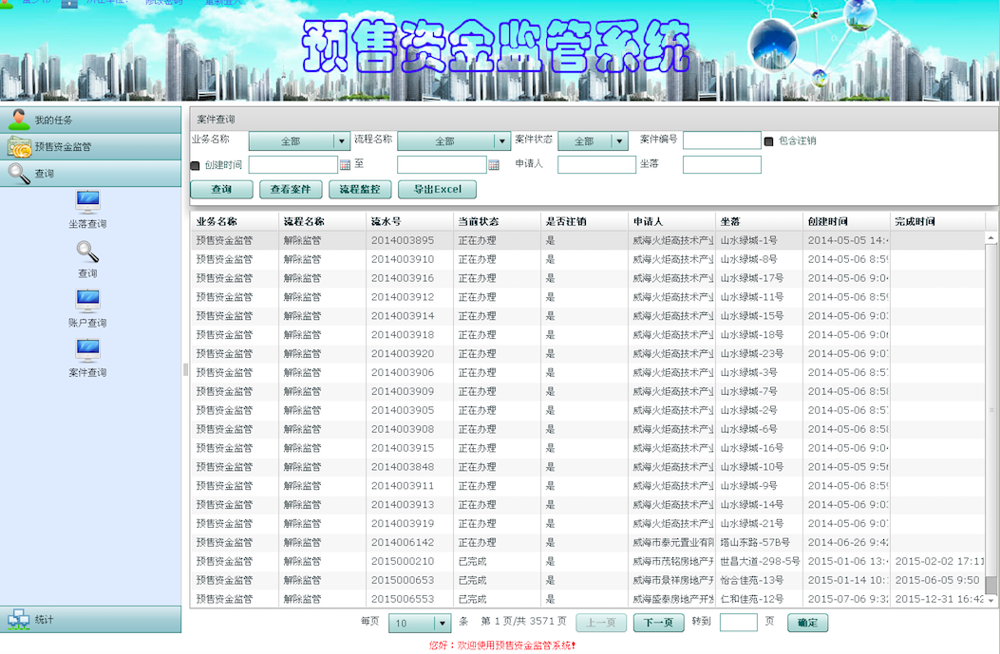 修改密码 重新登入
预售资金监管系统
我的任务
预售资金监管
查询
坐落查询
查询
账户查询
案件查询
统计
案件查询
业务名称 全部 流程名称 全部 案件状态 全部 案件编号 包含注销
创建时间 至 申请人 坐落
查询 查看案件 流程监控 导出Excel
业务名称 流程名称 流水号 当前状态 是否注销 申请人 坐落 创建时间 完成时间
预售资金监管 解除监管 2014003895 正在办理 是 威海火炬高技术产业 山水绿城-1号 2014-05-05 14:
预售资金监管 解除监管 2014003910 正在办理 是 威海火炬高技术产业 山水绿城-8号 2014-05-06 8:59
预售资金监管 解除监管 2014003916 正在办理 是 威海火炬高技术产业 山水绿城-17号 2014-05-06 9:04
预售资金监管 解除监管 2014003912 正在办理 是 威海火炬高技术产业 山水绿城-11号 2014-05-06 8:59
预售资金监管 解除监管 2014003914 正在办理 是 威海火炬高技术产业 山水绿城-15号 2014-05-06 9:03
预售资金监管 解除监管 2014003918 正在办理 是 威海火炬高技术产业 山水绿城-18号 2014-05-06 9:06
预售资金监管 解除监管 2014003920 正在办理 是 威海火炬高技术产业 山水绿城-23号 2014-05-06 9:07
预售资金监管 解除监管 2014003906 正在办理 是 威海火炬高技术产业 山水绿城-3号 2014-05-06 8:57
预售资金监管 解除监管 2014003909 正在办理 是 威海火炬高技术产业 山水绿城-7号 2014-05-06 8:58
预售资金监管 解除监管 2014003905 正在办理 是 威海火炬高技术产业 山水绿城-2号 2014-05-06 8:57
预售资金监管 解除监管 2014003908 正在办理 是 威海火炬高技术产业 山水绿城-6号 2014-05-06 8:58
预售资金监管 解除监管 2014003915 正在办理 是 威海火炬高技术产业 山水绿城-16号 2014-05-06 9:04
预售资金监管 解除监管 2014003848 正在办理 是 威海火炬高技术产业 山水绿城-10号 2014-05-05 9:56
预售资金监管 解除监管 2014003911 正在办理 是 威海火炬高技术产业 山水绿城-9号 2014-05-06 8:59
预售资金监管 解除监管 2014003913 正在办理 是 威海火炬高技术产业 山水绿城-14号 2014-05-06 9:03
预售资金监管 解除监管 2014003919 正在办理 是 威海火炬高技术产业 山水绿城-21号 2014-05-06 9:07
预售资金监管 解除监管 2014006142 正在办理 是 威海市泰元置业有限 塔山东路-57B号 2014-06-26 9:42
预售资金监管 解除监管 2015000210 已完成 是 威海市茂铭房地产开 世昌大道-298-5号 2015-01-06 13: 2015-02-02 17:11
预售资金监管 解除监管 2015000653 已完成 是 威海市景祥房地产开 怡合佳苑-13号 2015-01-14 10: 2015-06-05 9:50
预售资金监管 解除监管 2015006553 已完成 是 威海盛泰房地产开发 仁和佳苑-12号 2015-07-06 9:32 2015-12-31 16:42
每页 10 条 第 1 页/共 3571 页 上一页 下一页 转到 页 确定
您好：欢迎使用预售资金监管系统!